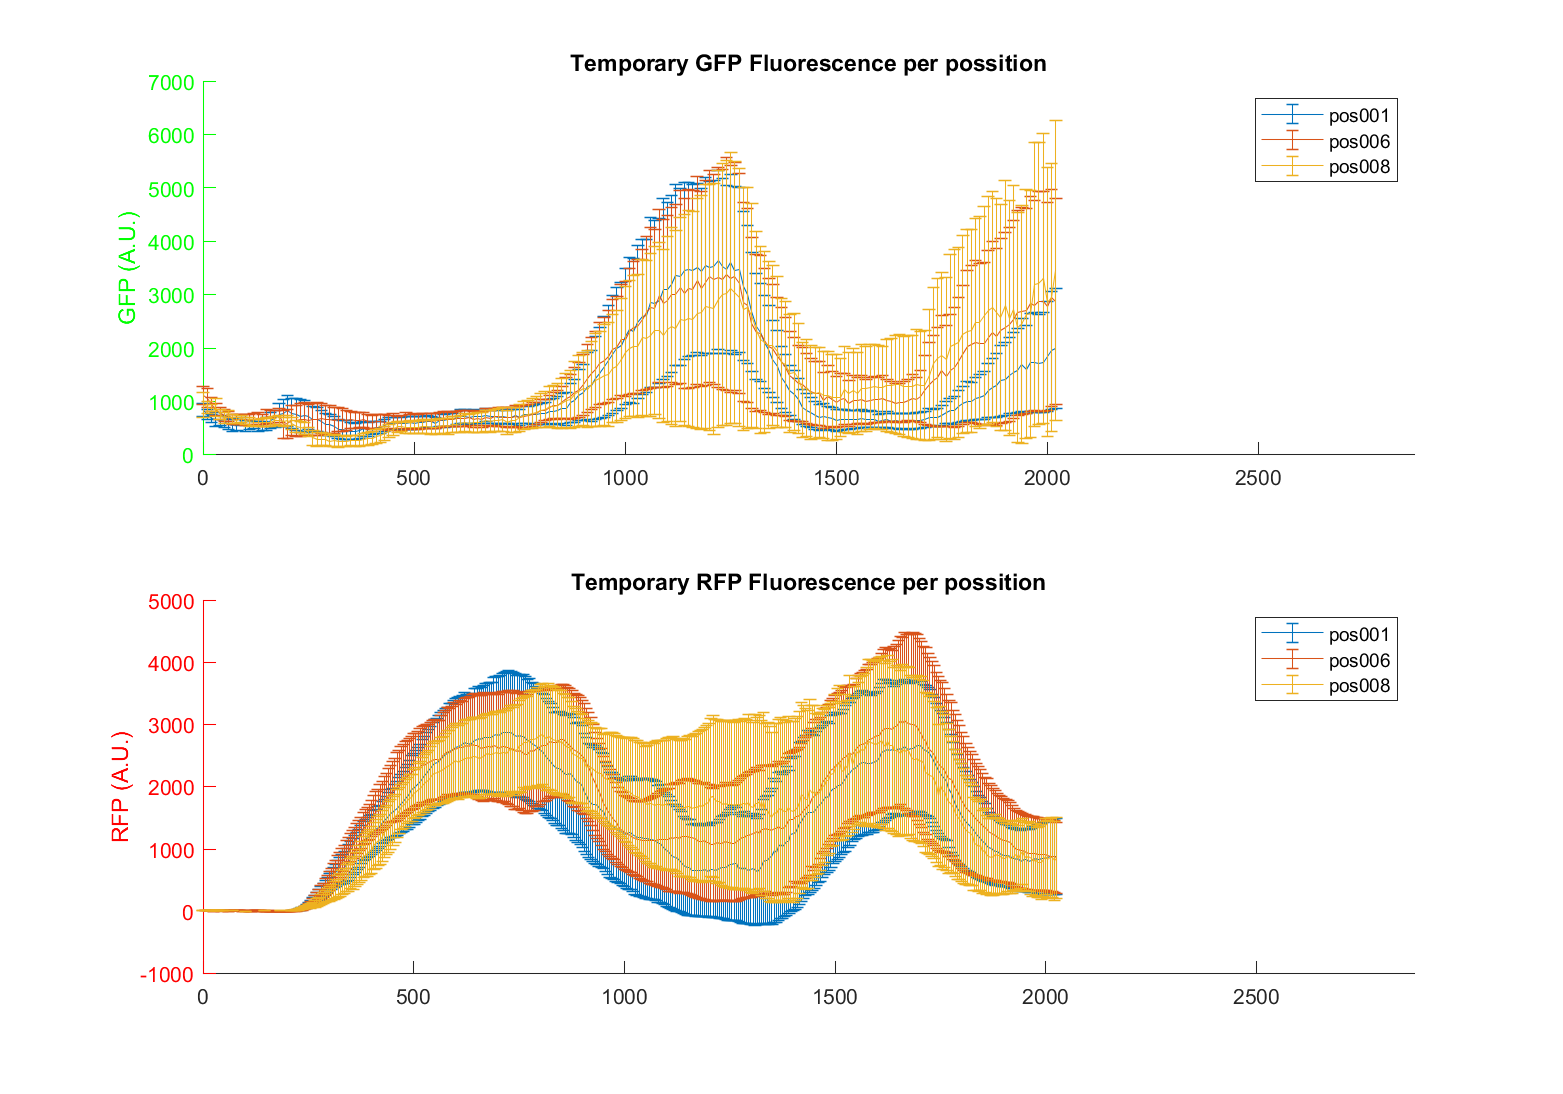 Temporary GFP Fluorescence per possition
7000
6000
5000
4000
3000
2000
1000
0
GFP (A.U.)
0 500 1000 1500 2000 2500
pos001
pos006
pos008
Temporary RFP Fluorescence per possition
5000
4000
3000
2000
1000
0
-1000
RFP (A.U.)
0 500 1000 1500 2000 2500
pos001
pos006
pos008